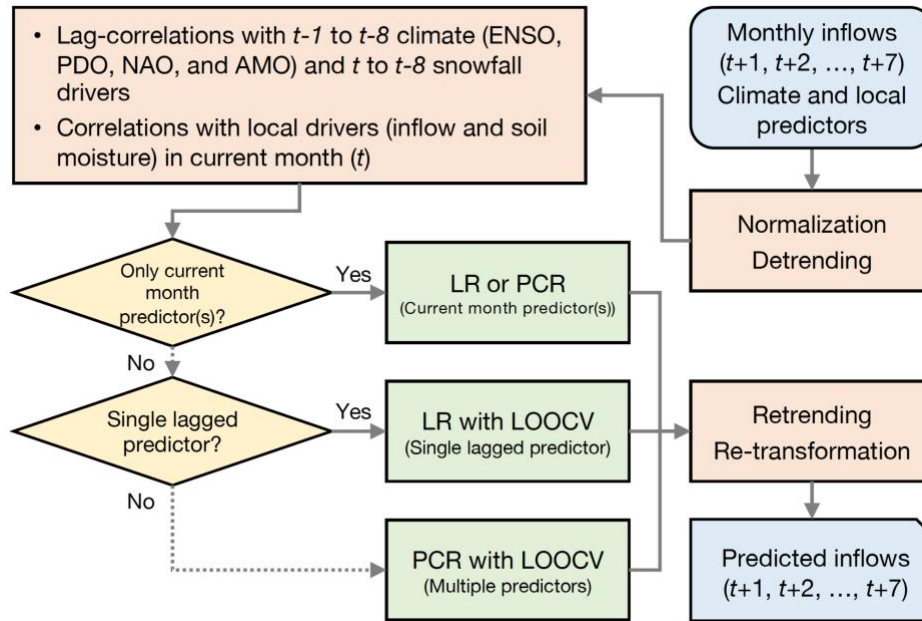 • Lag-correlations with t-1 to t-8 climate (ENSO,
PDO, NAO, and AMO) and t to t-8 snowfall
drivers
• Correlations with local drivers (inflow and soil
moisture) in current month (t)
Monthly inflows
(t+1, t+2, ..., t+7)
Climate and local
predictors
Normalization
Detrending
Only current
month
predictor(s)?
Yes
No
LR or PCR
(Current month predictor(s))
Single lagged
predictor?
Yes
No
LR with LOOCV
(Single lagged predictor)
PCR with LOOCV
(Multiple predictors)
Retrending
Re-transformation
Predicted inflows
(t+1, t+2, ..., t+7)